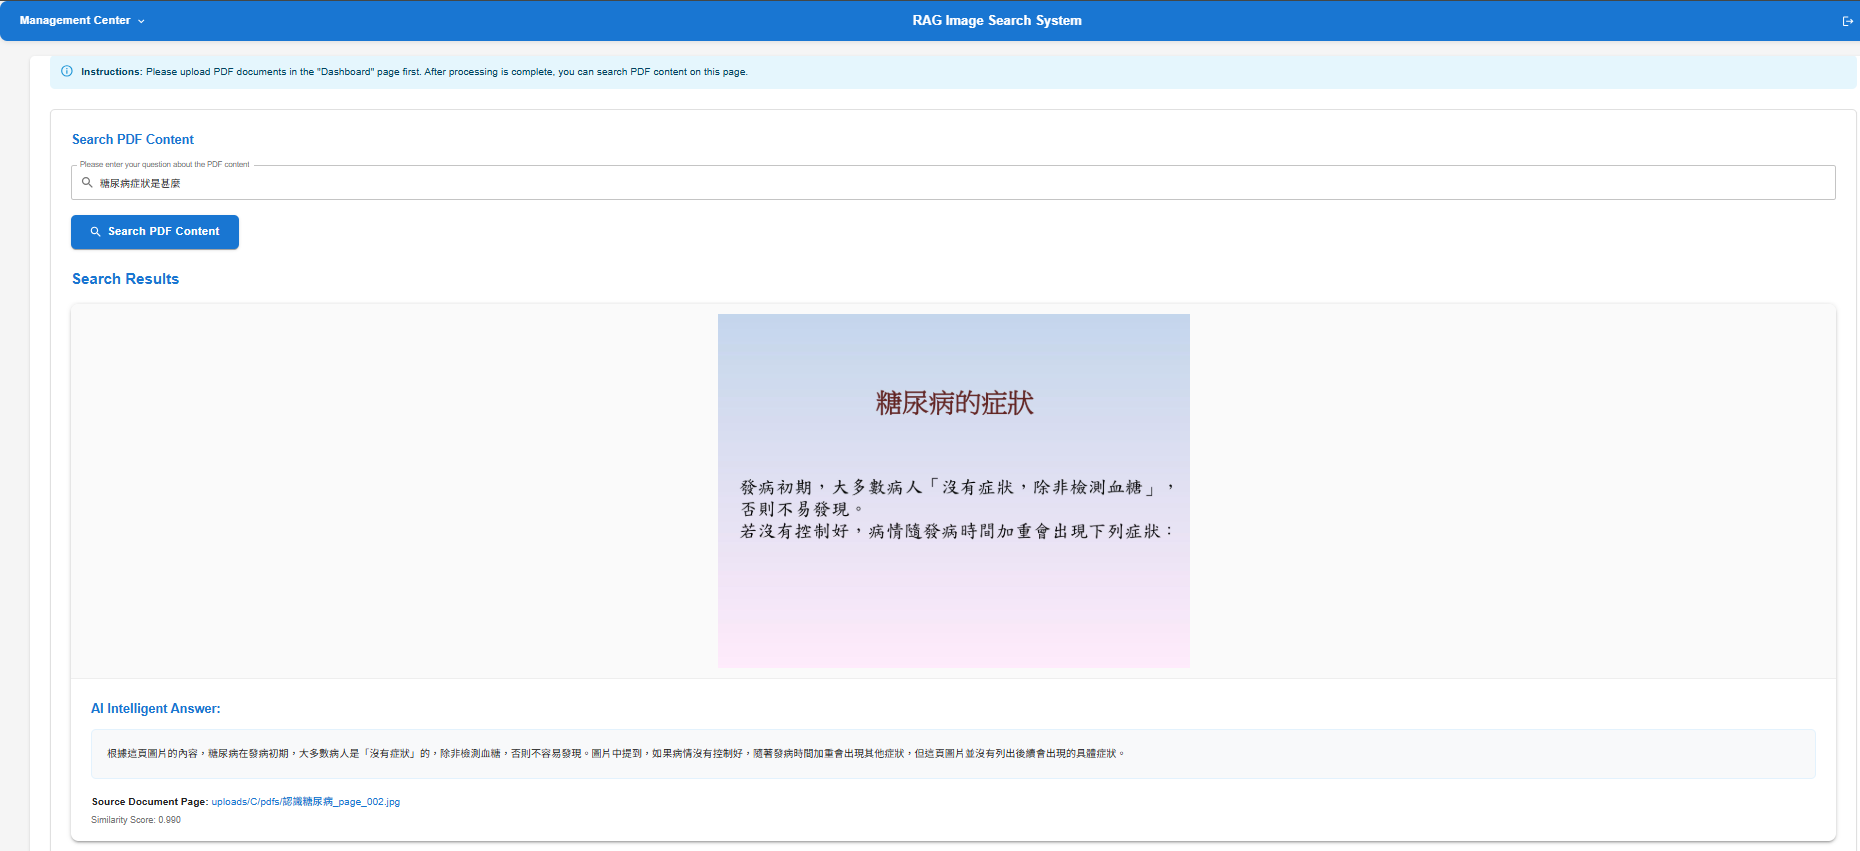 Management Center
RAG Image Search System
Instructions: Please upload PDF documents in the "Dashboard" page first. After processing is complete, you can search PDF content on this page.
Search PDF Content
Please enter your question about the PDF content
糖尿病症狀是甚麼
Search PDF Content
Search Results
糖尿病的症狀
發病初期，大多數病人「沒有症狀，除非檢測血糖」，
否則不易發現。
若沒有控制好，病情隨發病時間加重會出現下列症狀：
AI Intelligent Answer:
根據這頁圖片的內容，糖尿病在發病初期，大多數病人是「沒有症狀」的，除非檢測血糖，否則不容易發現。圖片中提到，如果病情沒有控制好，隨著發病時間加重會出現其他症狀，但這頁圖片並沒有列出後續會出現的具體症狀。
Source Document Page: uploads/C/pdfs/認識糖尿病_page_002.jpg
Similarity Score: 0.990